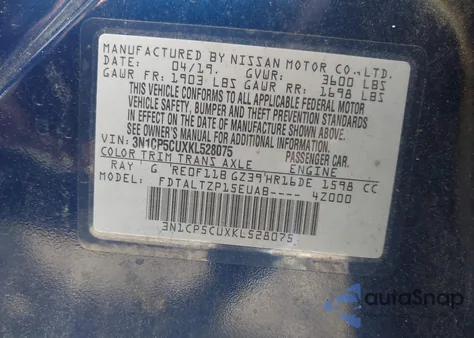 MANUFACTURED BY NISSAN MOTOR CO., LTD.
DATE: 04/19. GVWR: 3600 LBS
GAWR FR: 1903 LBS GAWR RR: 1698 LBS
THIS VEHICLE CONFORMS TO ALL APPLICABLE FEDERAL MOTOR
VEHICLE SAFETY, BUMPER AND THEFT PREVENTION STANDARDS
IN EFFECT ON THE DATE OF MANUFACTURE SHOWN ABOVE.
SEE OWNER'S MANUAL FOR ADDITIONAL INFORMATION.
VIN: 3N1CP5CUXKL528075 PASSENGER CAR.
COLOR TRIM TRANS AXLE ENGINE
RAY G 'RE0F11B GZ39'HR16DE 1598 CC
MODEL: FDTALTZP15EUAB---- 4Z000
3N1CP5CUXKL528075
autaSnap